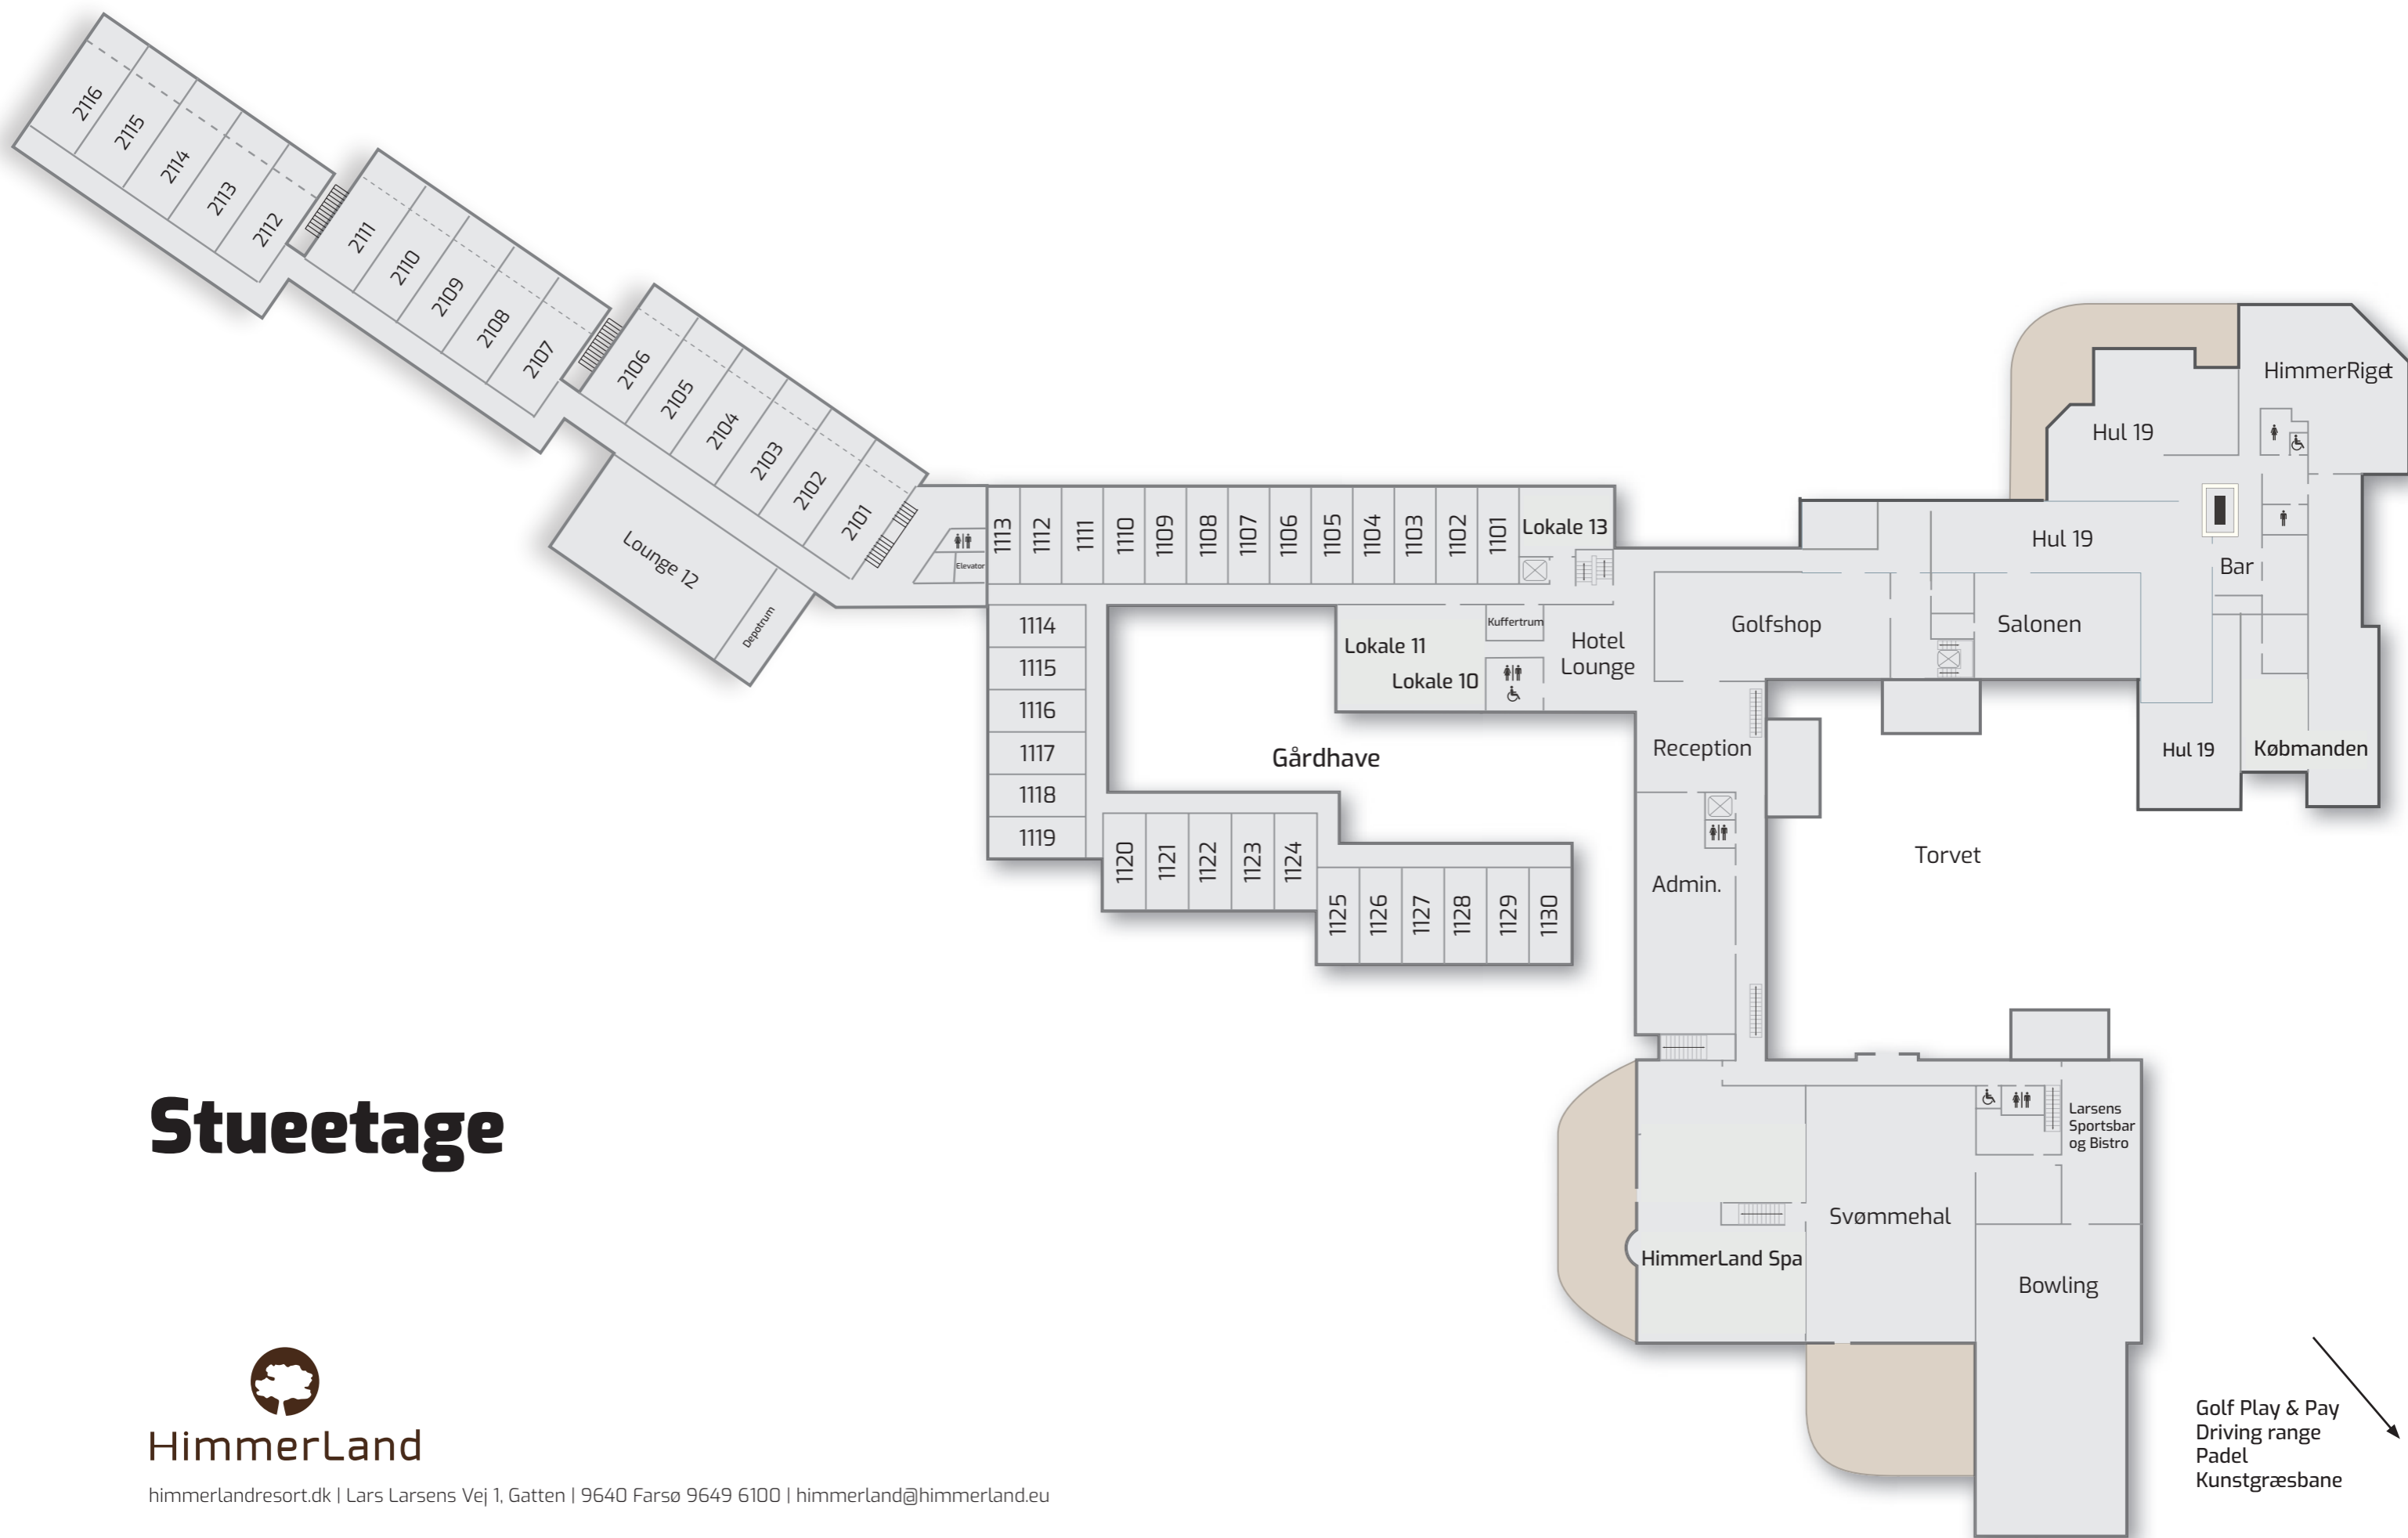 2116
2115
2114
2113
2112
2111
2110
2109
2108
2107
2106
2105
2104
2103
2102
2101
Lounge 12
Depotrum
Elevator
1113
1112
1111
1110
1109
1108
1107
1106
1105
1104
1103
1102
1101
Lokale 13
1114
1115
1116
1117
1118
1119
1120
1121
1122
1123
1124
1125
1126
1127
1128
1129
1130
Gårdhave
Lokale 11
Lokale 10
Kuffertrum
Hotel
Lounge
Golfshop
Salonen
Hul 19
Hul 19
HimmerRiget
Bar
Hul 19
Købmanden
Reception
Admin.
Torvet
Larsens
Sportsbar
og Bistro
Svømmehal
HimmerLand Spa
Bowling
Golf Play & Pay
Driving range
Padel
Kunstgræsbane
Stueetage
HimmerLand
himmerlandresort.dk | Lars Larsens Vej 1, Gatten | 9640 Farsø 9649 6100 | himmerland@himmerland.eu